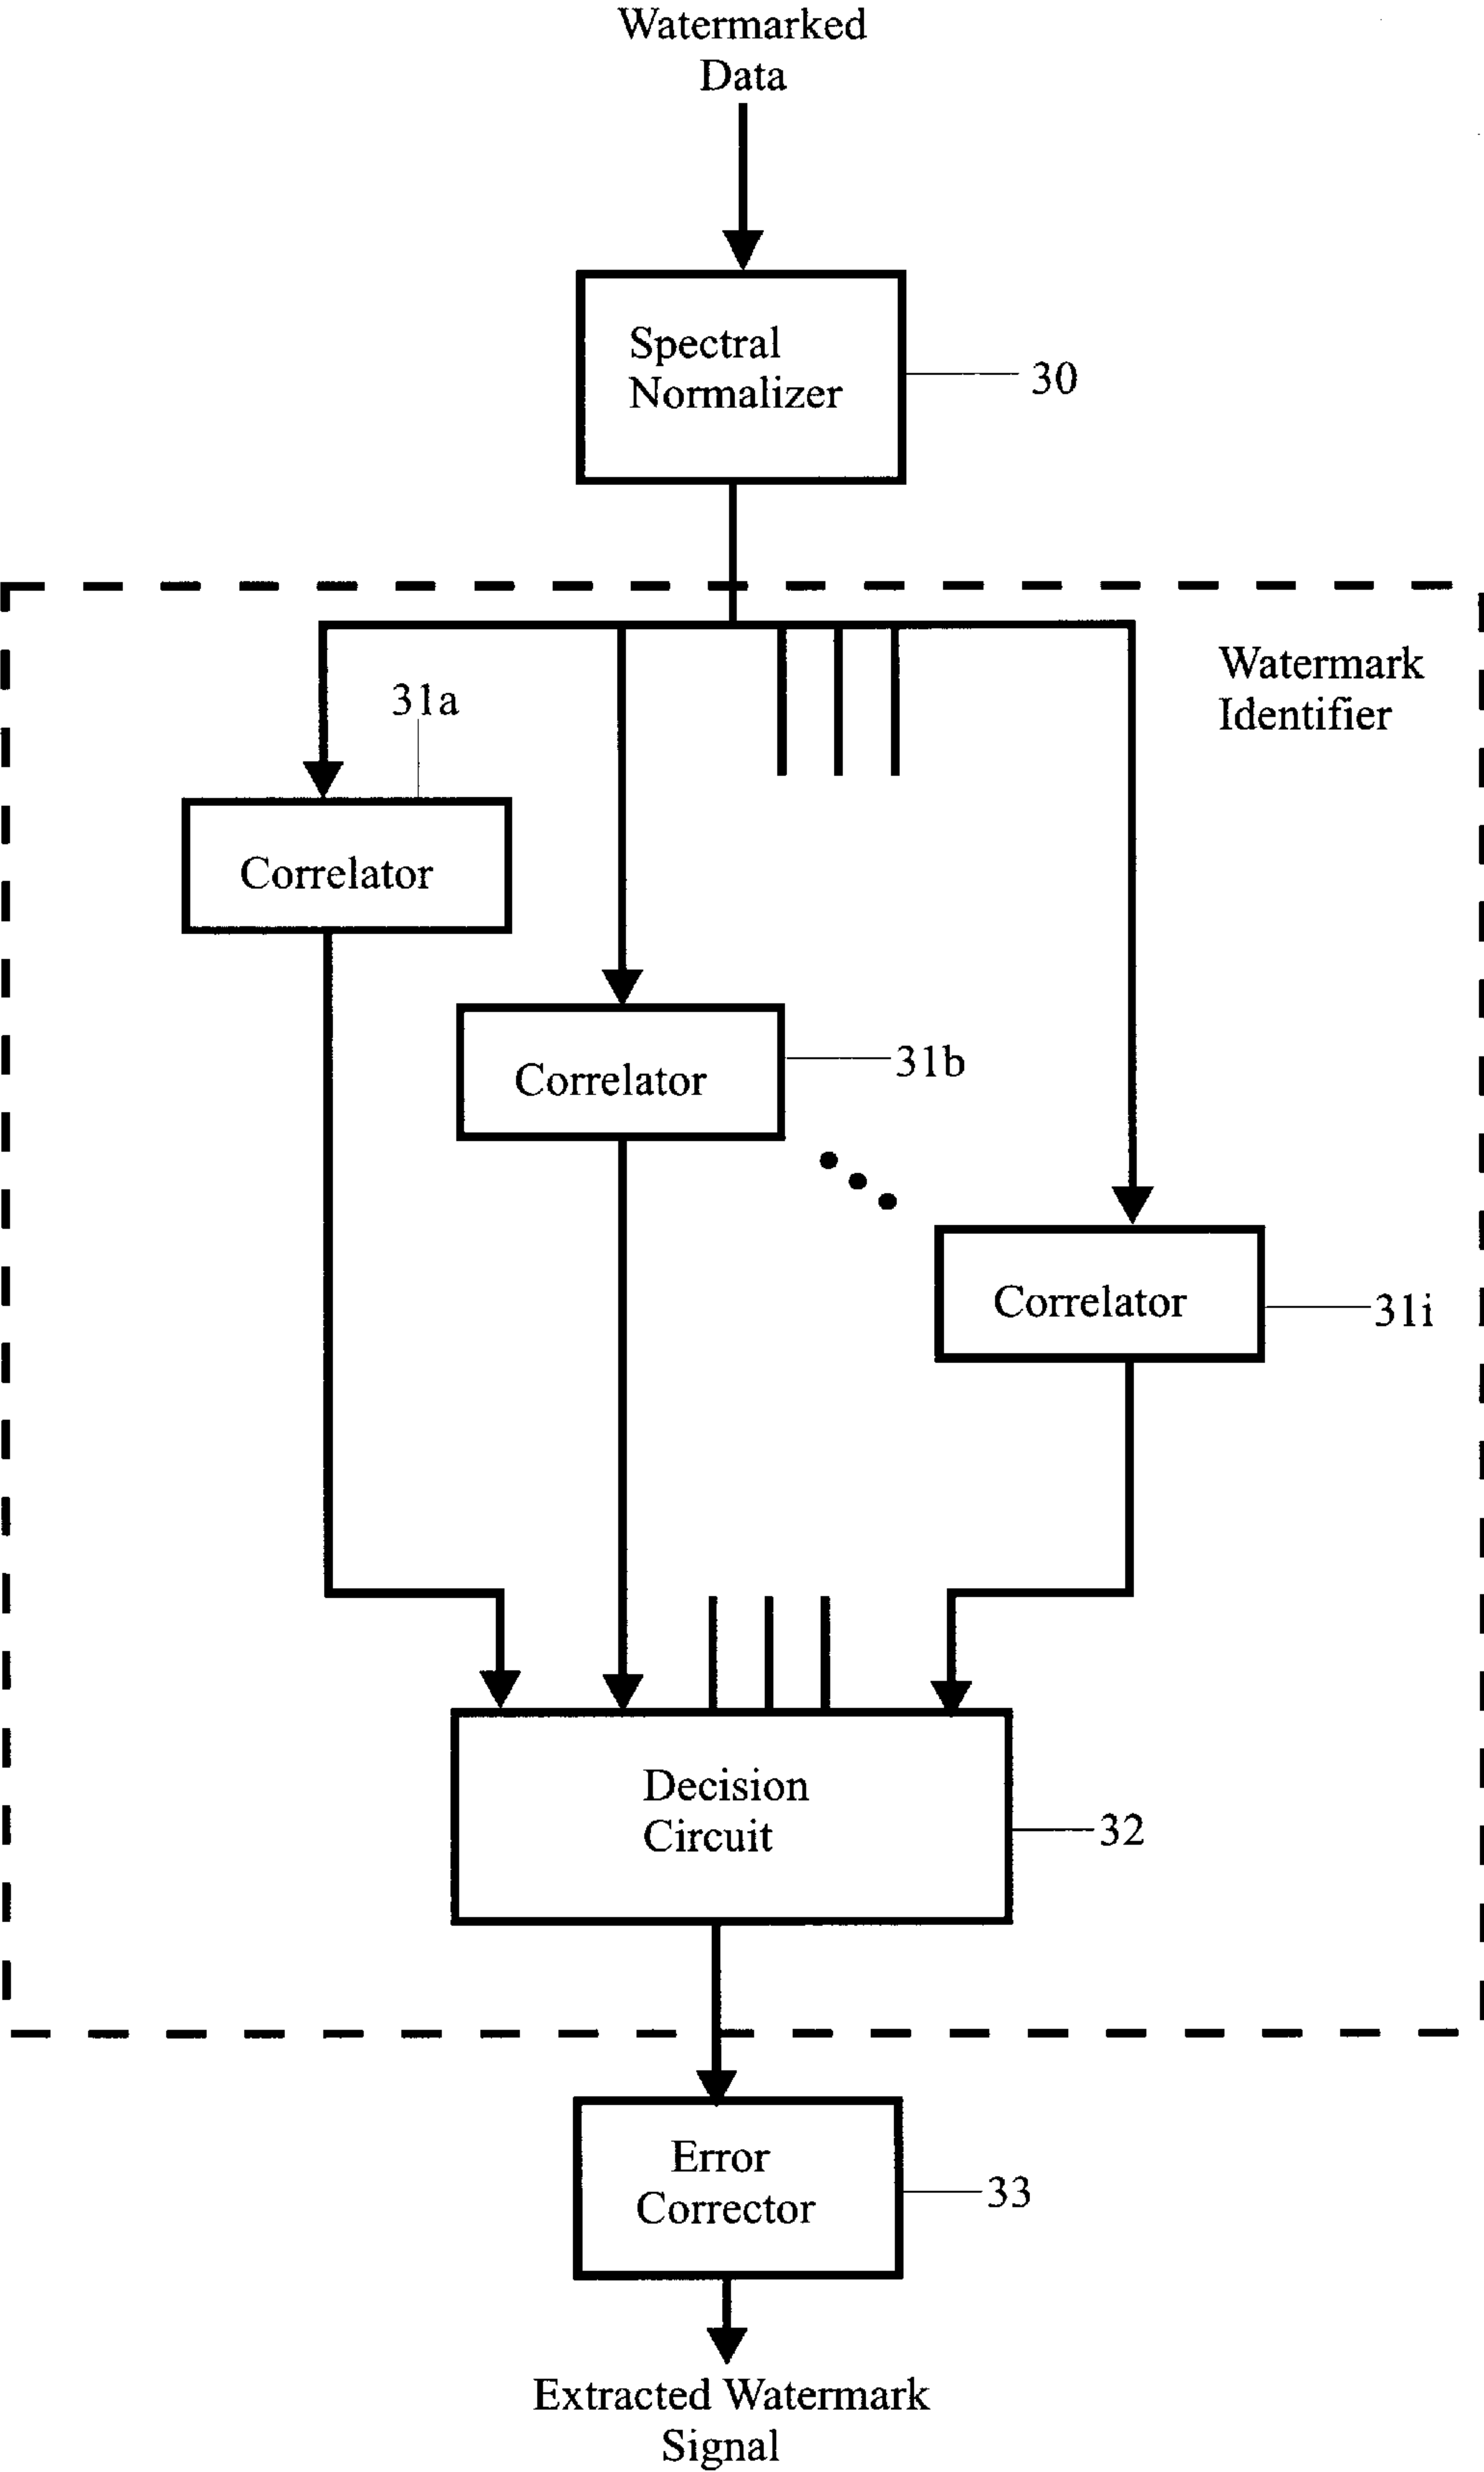 Watermarked
Data
Spectral
Normalizer
30
Watermark
Identifier
31a
Correlator
Correlator
31b
Correlator
31i
Decision
Circuit
32
Error
Corrector
33
Extracted Watermark
Signal